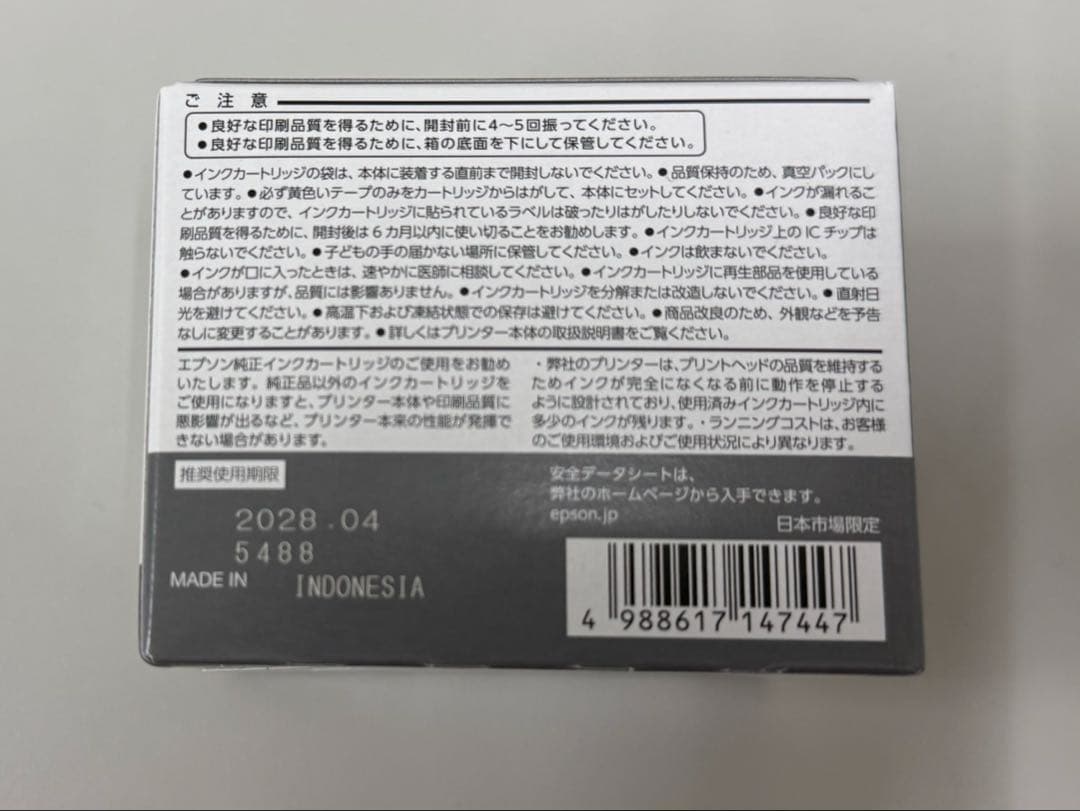 ご注意
●良好な印刷品質を得るために、開封前に4〜5回振ってください。
●良好な印刷品質を得るために、箱の底面を下にして保管してください。
●インクカートリッジの袋は、本体に装着する直前まで開封しないでください。●品質保持のため、真空パックにし
ています。●必ず黄色いテープのみをカートリッジからはがして、本体にセットしてください。●インクが漏れるこ
とがありますので、インクカートリッジに貼られているラベルは破ったりはがしたりしないでください。●良好な印
刷品質を得るために、開封後は6カ月以内に使い切ることをお勧めします。●インクカートリッジ上のICチップは
触らないでください。●子どもの手の届かない場所に保管してください。●インクは飲まないでください。
●インクが口に入ったときは、速やかに医師に相談してください。●インクカートリッジに再生部品を使用している
場合がありますが、品質には影響ありません。●インクカートリッジを分解または改造しないでください。●直射日
光を避けてください。●高温下および凍結状態での保存は避けてください。●商品改良のため、外観などを予告
なしに変更することがあります。●詳しくはプリンター本体の取扱説明書をご覧ください。
エプソン純正インクカートリッジのご使用をお勧め
いたします。純正品以外のインクカートリッジを
ご使用になりますと、プリンター本体や印刷品質に
悪影響が出るなど、プリンター本来の性能が発揮で
きない場合があります。
・弊社のプリンターは、プリントヘッドの品質を維持する
ためインクが完全になくなる前に動作を停止する
ように設計されており、使用済みインクカートリッジ内に
多少のインクが残ります。・ランニングコストは、お客様
のご使用環境およびご使用状況により異なります。
推奨使用期限
2028.04
5488
MADE IN INDONESIA
安全データシートは、
弊社のホームページから入手できます。
epson.jp
日本市場限定
4 988617 147447